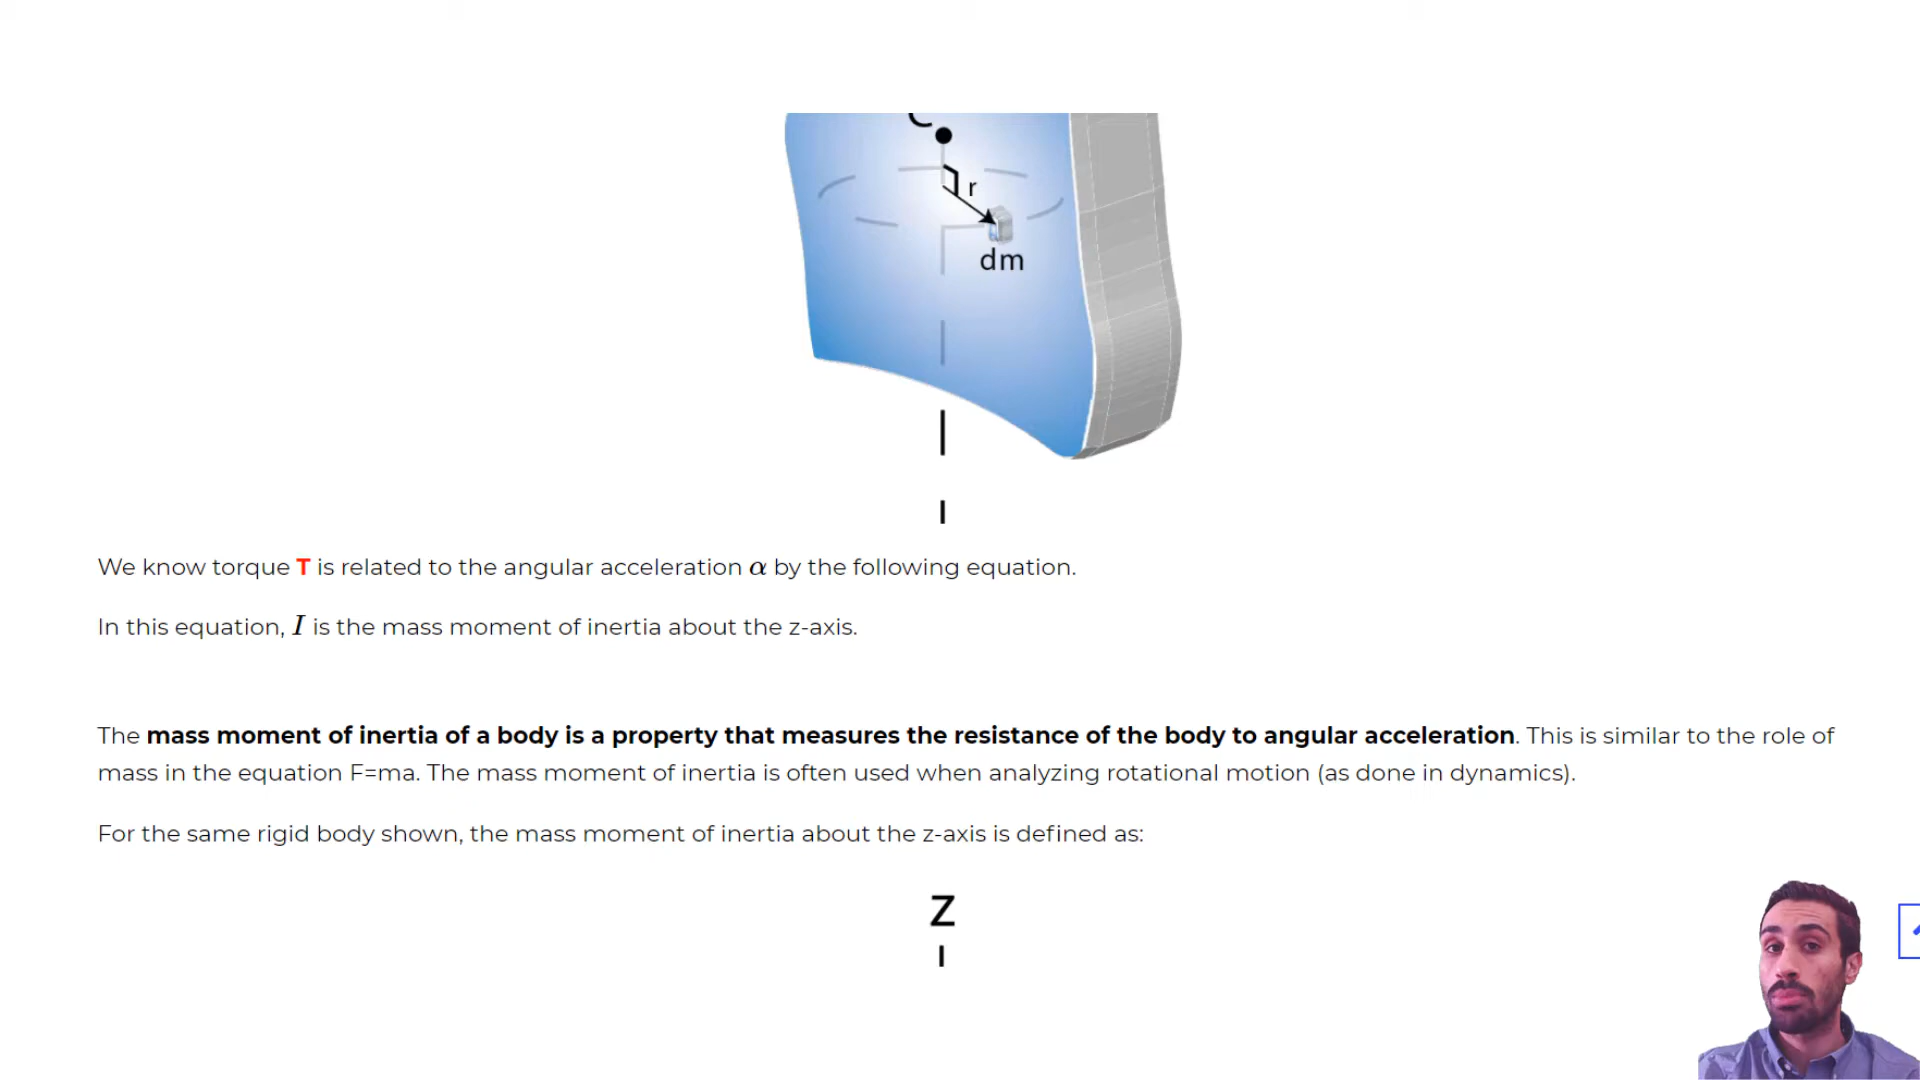 C
r
dm
We know torque T is related to the angular acceleration α by the following equation.
In this equation, I is the mass moment of inertia about the z-axis.
The mass moment of inertia of a body is a property that measures the resistance of the body to angular acceleration. This is similar to the role of
mass in the equation F=ma. The mass moment of inertia is often used when analyzing rotational motion (as done in dynamics).
For the same rigid body shown, the mass moment of inertia about the z-axis is defined as:
Z